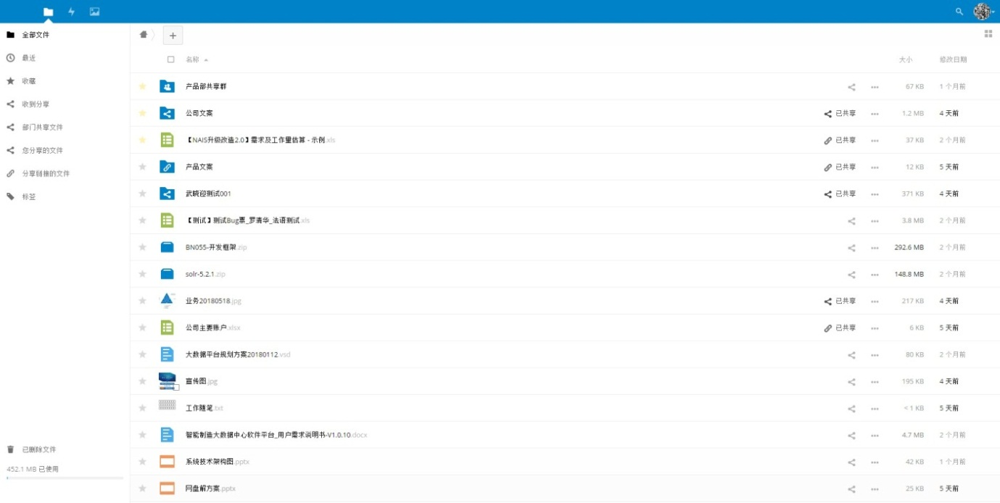 全部文件
最近
收藏
收到分享
部门共享文件
您分享的文件
分享链接的文件
标签
已删除文件
452.1 MB 已使用
+
名称 大小 修改日期
产品部共享群 67 KB 1 个月前
公司文案 已共享 1.2 MB 4 天前
【NAIS升级改造2.0】需求及工作量估算 - 示例.xls 已共享 37 KB 2 个月前
产品文案 已共享 12 KB 5 天前
武晓迎测试001 已共享 371 KB 4 天前
【测试】测试Bug票_罗清华_法语测试.xls 3.8 MB 2 个月前
BN055-开发框架.zip 292.6 MB 2 个月前
solr-5.2.1.zip 148.8 MB 2 个月前
业务20180518.jpg 已共享 217 KB 4 天前
公司主要账户.xlsx 已共享 6 KB 5 天前
大数据平台规划方案20180112.vsd 80 KB 2 个月前
宣传图.jpg 195 KB 4 天前
工作随笔.txt < 1 KB 5 天前
智能制造大数据中心软件平台_用户需求说明书-V1.0.10.docx 4.7 MB 2 个月前
系统技术架构图.pptx 42 KB 1 个月前
网盘解方案.pptx 25 KB 5 天前